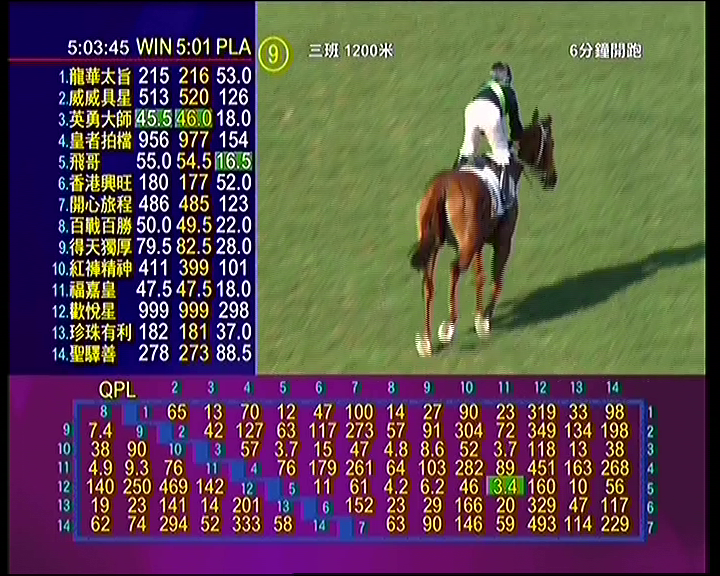 5:03:45 WIN 5:01 PLA
1.龍華太旨 215 216 53.0
2.威威具星 513 520 126
3.英勇大師 45.5 46.0 18.0
4.皇者拍檔 956 977 154
5.飛哥 55.0 54.5 16.5
6.香港興旺 180 177 52.0
7.開心旅程 486 485 123
8.百戰百勝 50.0 49.5 22.0
9.得天獨厚 79.5 82.5 28.0
10.紅褲精神 411 399 101
11.福嘉皇 47.5 47.5 18.0
12.歡悅星 999 999 298
13.珍珠有利 182 181 37.0
14.聖驛善 278 273 88.5
9 三班 1200米 6分鐘開跑
QPL 2 3 4 5 6 7 8 9 10 11 12 13 14
8 1 65 13 70 12 47 100 14 27 90 23 319 33 98 1
9 7.4 9 2 42 127 63 117 273 57 91 304 72 349 134 198 2
10 38 90 10 3 57 3.7 15 47 4.8 8.6 52 3.7 118 13 38 3
11 4.9 9.3 76 11 4 76 179 261 64 103 282 89 451 163 268 4
12 140 250 469 142 12 5 11 61 4.2 6.2 46 3.4 160 10 56 5
13 19 23 141 14 201 13 6 152 23 29 166 20 329 47 117 6
14 62 74 294 52 333 58 14 7 63 90 146 59 493 114 229 7